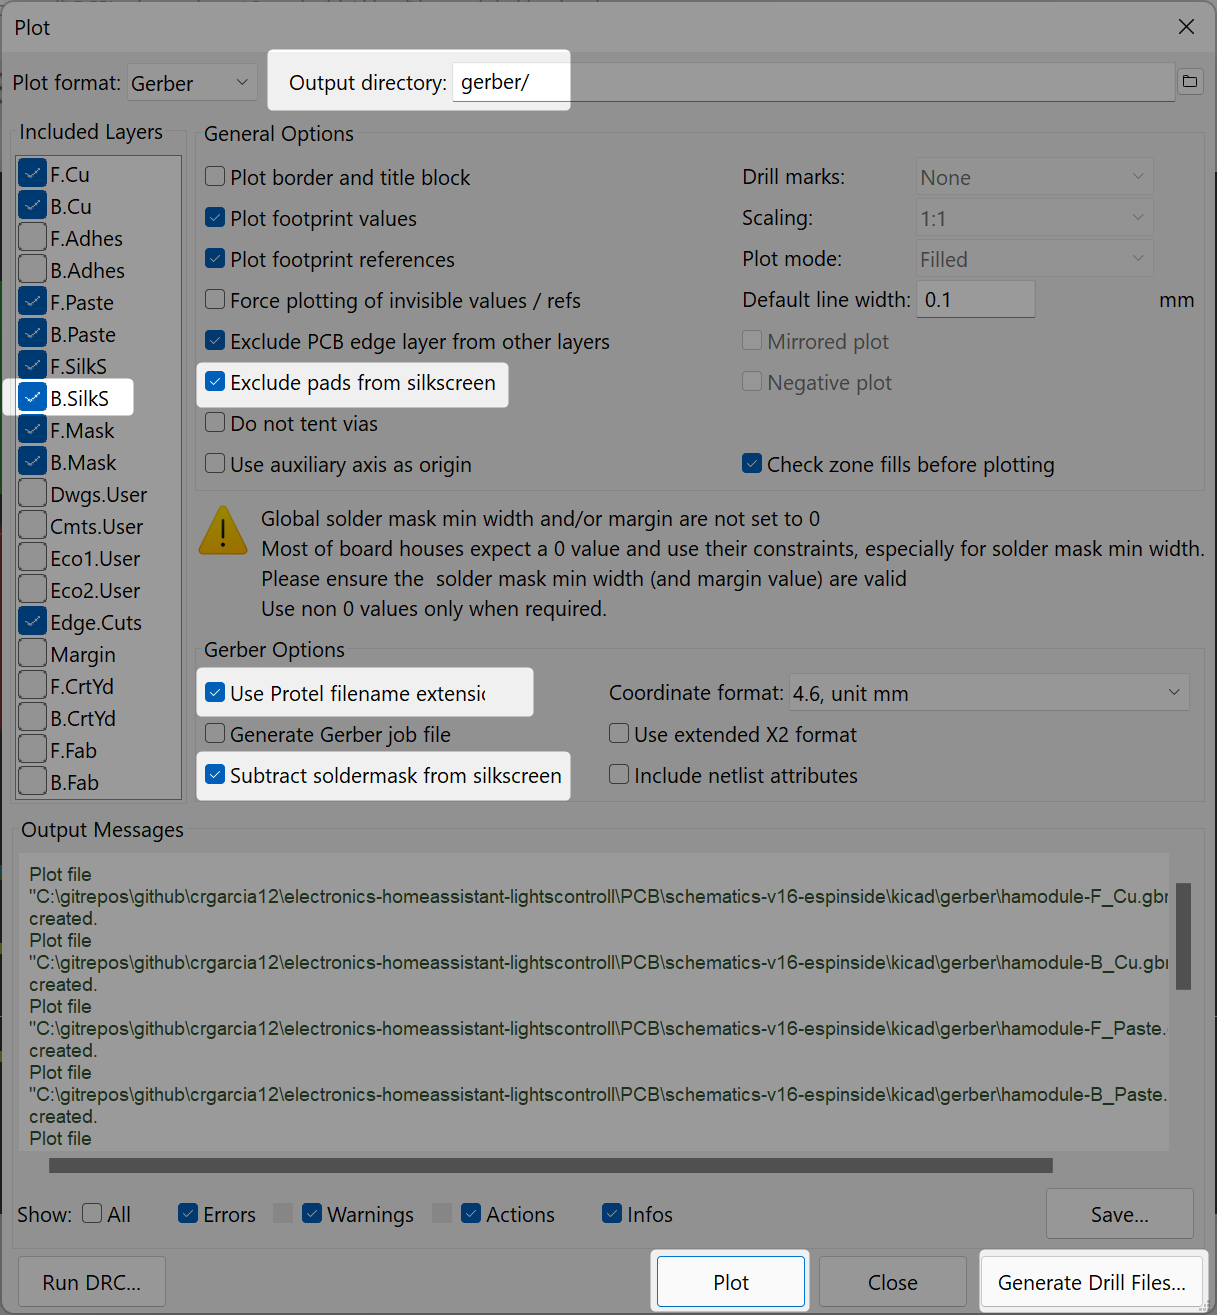 Plot
Plot format: Gerber
Output directory: gerber/
Included Layers
F.Cu
B.Cu
F.Adhes
B.Adhes
F.Paste
B.Paste
F.SilkS
B.SilkS
F.Mask
B.Mask
Dwgs.User
Cmts.User
Eco1.User
Eco2.User
Edge.Cuts
Margin
F.CrtYd
B.CrtYd
F.Fab
B.Fab
General Options
Plot border and title block
Plot footprint values
Plot footprint references
Force plotting of invisible values / refs
Exclude PCB edge layer from other layers
Exclude pads from silkscreen
Do not tent vias
Use auxiliary axis as origin
Drill marks: None
Scaling: 1:1
Plot mode: Filled
Default line width: 0.1 mm
Mirrored plot
Negative plot
Check zone fills before plotting
Global solder mask min width and/or margin are not set to 0
Most of board houses expect a 0 value and use their constraints, especially for solder mask min width.
Please ensure the  solder mask min width (and margin value) are valid
Use non 0 values only when required.
Gerber Options
Use Protel filename extensic
Generate Gerber job file
Subtract soldermask from silkscreen
Coordinate format: 4.6, unit mm
Use extended X2 format
Include netlist attributes
Output Messages
Plot file
"C:\gitrepos\github\crgarcia12\electronics-homeassistant-lightscontroll\PCB\schematics-v16-espinside\kicad\gerber\hamodule-F_Cu.gbr
created.
Plot file
"C:\gitrepos\github\crgarcia12\electronics-homeassistant-lightscontroll\PCB\schematics-v16-espinside\kicad\gerber\hamodule-B_Cu.gbr
created.
Plot file
"C:\gitrepos\github\crgarcia12\electronics-homeassistant-lightscontroll\PCB\schematics-v16-espinside\kicad\gerber\hamodule-F_Paste.
created.
Plot file
"C:\gitrepos\github\crgarcia12\electronics-homeassistant-lightscontroll\PCB\schematics-v16-espinside\kicad\gerber\hamodule-B_Paste.
created.
Plot file
Show: All Errors Warnings Actions Infos
Save...
Run DRC...
Plot
Close
Generate Drill Files...